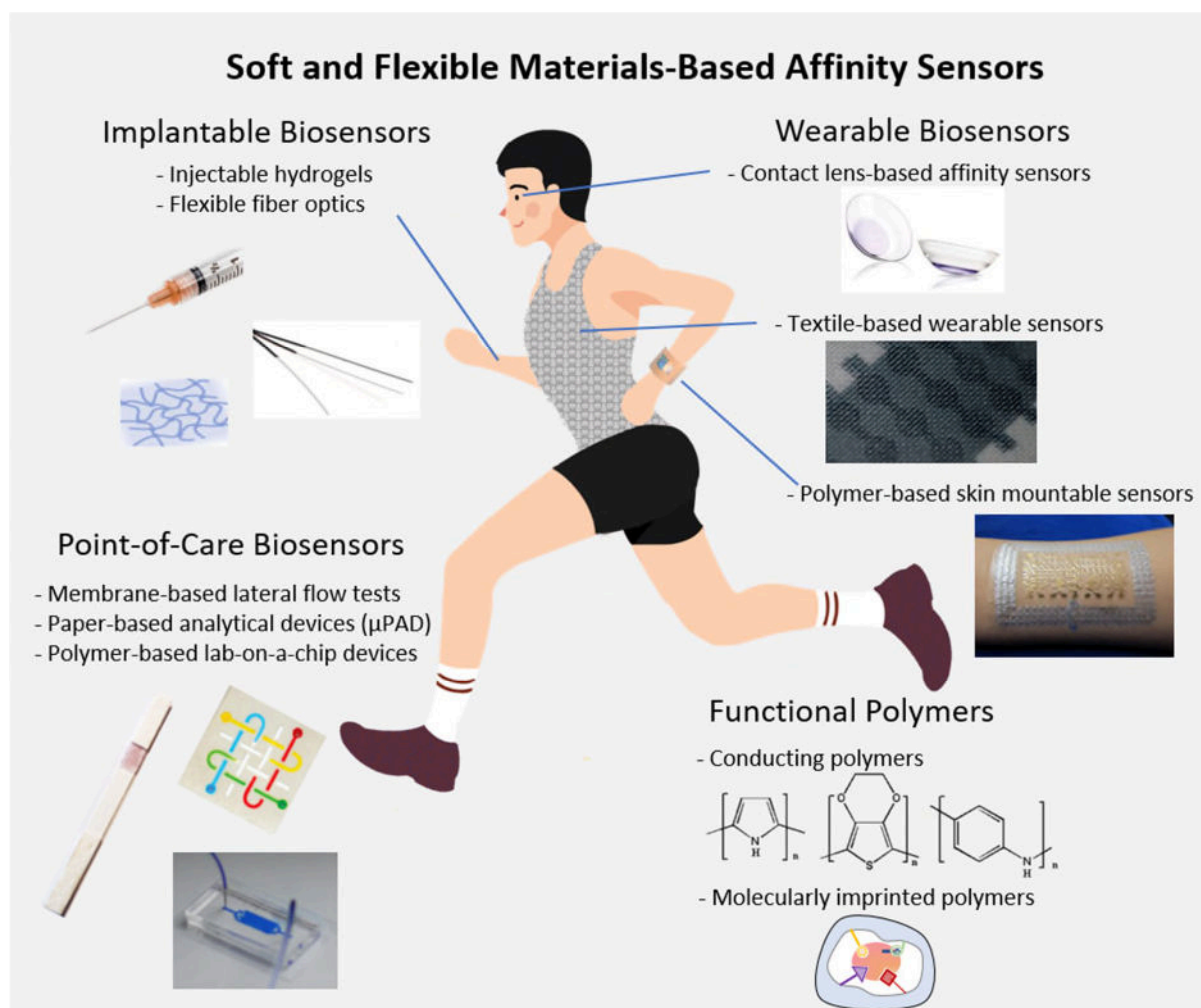 Soft and Flexible Materials-Based Affinity Sensors
Implantable Biosensors
- Injectable hydrogels
- Flexible fiber optics
Wearable Biosensors
- Contact lens-based affinity sensors
- Textile-based wearable sensors
- Polymer-based skin mountable sensors
Point-of-Care Biosensors
- Membrane-based lateral flow tests
- Paper-based analytical devices (μPAD)
- Polymer-based lab-on-a-chip devices
Functional Polymers
- Conducting polymers
N
H
n
O
O
S
n
N
H
n
- Molecularly imprinted polymers